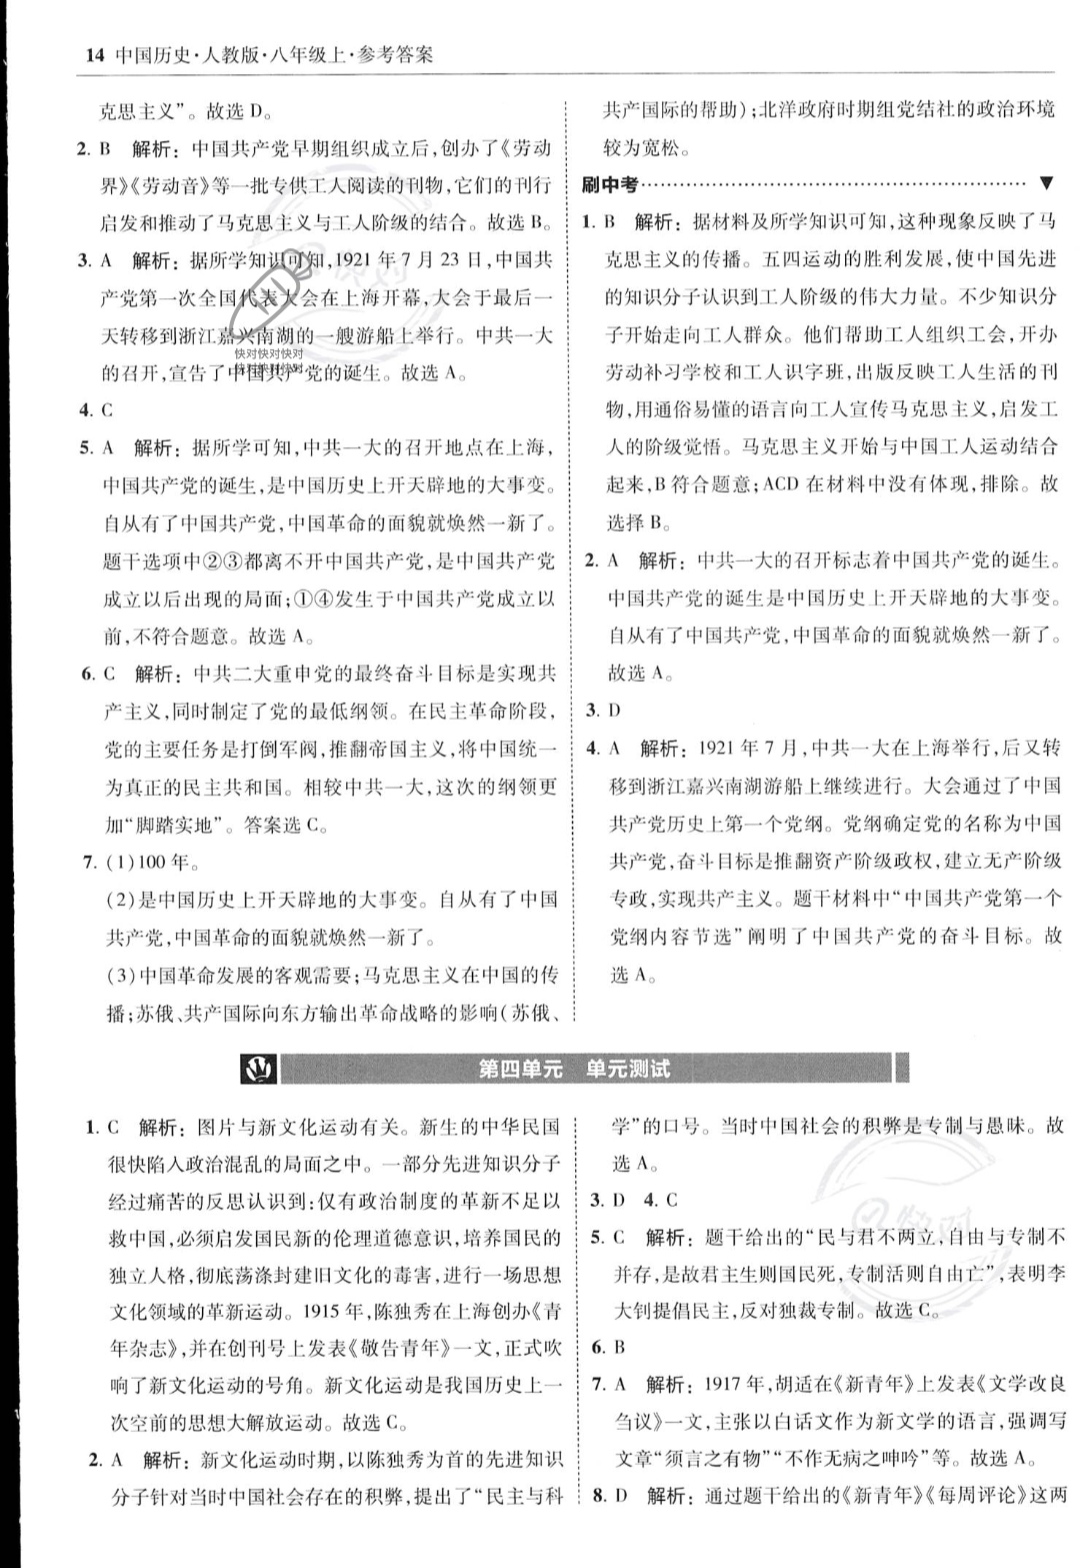 14 中国历史·人教版·八年级上·参考答案
克思主义”。故选 D。
2. B 解析：中国共产党早期组织成立后,创办了《劳动
界》《劳动音》等一批专供工人阅读的刊物,它们的刊行
启发和推动了马克思主义与工人阶级的结合。故选 B。
3. A 解析：据所学知识可知,1921 年 7 月 23 日,中国共
产党第一次全国代表大会在上海开幕,大会于最后一
天转移到浙江嘉兴南湖的一艘游船上举行。中共一大
的召开,宣告了中国共产党的诞生。故选 A。
快对快对快对
快对快对快对
4. C
5. A 解析：据所学可知,中共一大的召开地点在上海,
中国共产党的诞生,是中国历史上开天辟地的大事变。
自从有了中国共产党,中国革命的面貌就焕然一新了。
题干选项中②③都离不开中国共产党,是中国共产党
成立以后出现的局面;①④发生于中国共产党成立以
前,不符合题意。故选 A。
6. C 解析：中共二大重申党的最终奋斗目标是实现共
产主义,同时制定了党的最低纲领。在民主革命阶段,
党的主要任务是打倒军阀,推翻帝国主义,将中国统一
为真正的民主共和国。相较中共一大,这次的纲领更
加“脚踏实地”。答案选 C。
7. (1)100 年。
(2)是中国历史上开天辟地的大事变。自从有了中国
共产党,中国革命的面貌就焕然一新了。
(3)中国革命发展的客观需要;马克思主义在中国的传
播;苏俄、共产国际向东方输出革命战略的影响(苏俄、
共产国际的帮助);北洋政府时期组党结社的政治环境
较为宽松。
刷中考
1. B 解析：据材料及所学知识可知,这种现象反映了马
克思主义的传播。五四运动的胜利发展,使中国先进
的知识分子认识到工人阶级的伟大力量。不少知识分
子开始走向工人群众。他们帮助工人组织工会,开办
劳动补习学校和工人识字班,出版反映工人生活的刊
物,用通俗易懂的语言向工人宣传马克思主义,启发工
人的阶级觉悟。马克思主义开始与中国工人运动结合
起来,B 符合题意;ACD 在材料中没有体现,排除。故
选择 B。
2. A 解析：中共一大的召开标志着中国共产党的诞生。
中国共产党的诞生是中国历史上开天辟地的大事变。
自从有了中国共产党,中国革命的面貌就焕然一新了。
故选 A。
3. D
4. A 解析：1921 年 7 月,中共一大在上海举行,后又转
移到浙江嘉兴南湖游船上继续进行。大会通过了中国
共产党历史上第一个党纲。党纲确定党的名称为中国
共产党,奋斗目标是推翻资产阶级政权,建立无产阶级
专政,实现共产主义。题干材料中“中国共产党第一个
党纲内容节选”阐明了中国共产党的奋斗目标。故
选 A。
第四单元 单元测试
1. C 解析：图片与新文化运动有关。新生的中华民国
很快陷入政治混乱的局面之中。一部分先进知识分子
经过痛苦的反思认识到:仅有政治制度的革新不足以
救中国,必须启发国民新的伦理道德意识,培养国民的
独立人格,彻底荡涤封建旧文化的毒害,进行一场思想
文化领域的革新运动。1915 年,陈独秀在上海创办《青
年杂志》,并在创刊号上发表《敬告青年》一文,正式吹
响了新文化运动的号角。新文化运动是我国历史上一
次空前的思想大解放运动。故选 C。
2. A 解析：新文化运动时期,以陈独秀为首的先进知识
分子针对当时中国社会存在的积弊,提出了“民主与科
学”的口号。当时中国社会的积弊是专制与愚昧。故
选 A。
3. D 4. C
5. C 解析：题干给出的“民与君不两立,自由与专制不
并存,是故君主生则国民死,专制活则自由亡”,表明李
大钊提倡民主,反对独裁专制。故选 C。
6. B
7. A 解析：1917 年,胡适在《新青年》上发表《文学改良
刍议》一文,主张以白话文作为新文学的语言,强调写
文章“须言之有物”“不作无病之呻吟”等。故选 A。
8. D 解析：通过题干给出的《新青年》《每周评论》这两
快对